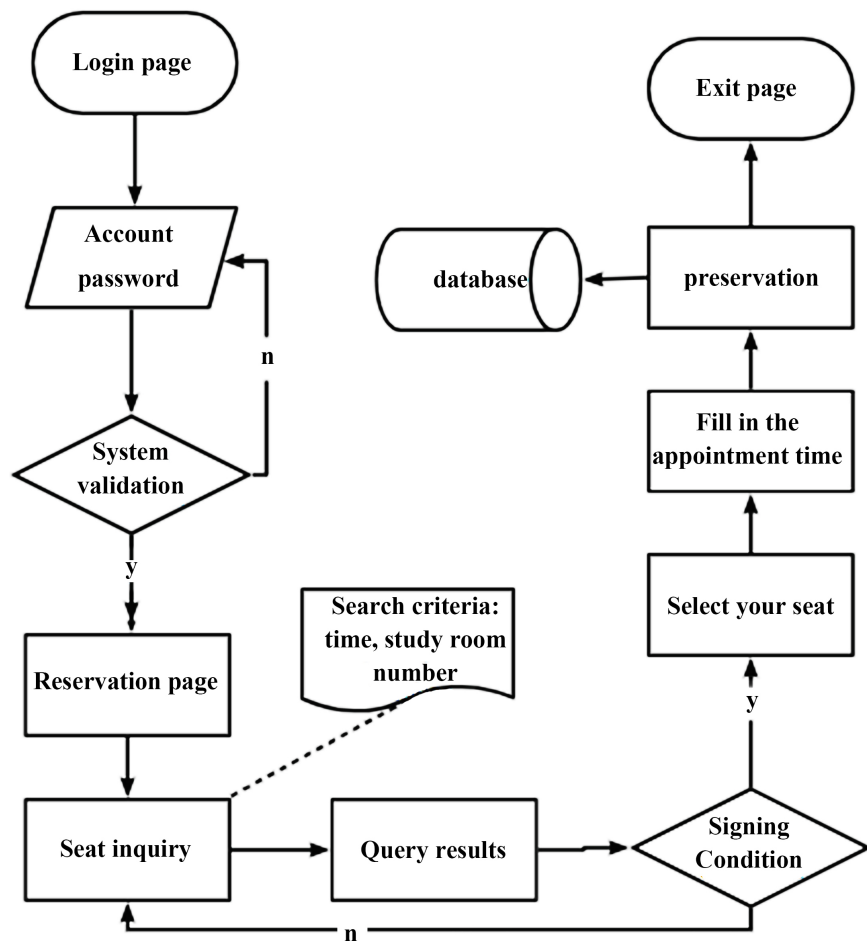 Login page
Account
password
n
System
validation
y
Reservation page
Search criteria:
time, study room
number
Seat inquiry
Query results
Signing
Condition
n
y
Select your seat
Fill in the
appointment time
preservation
database
Exit page